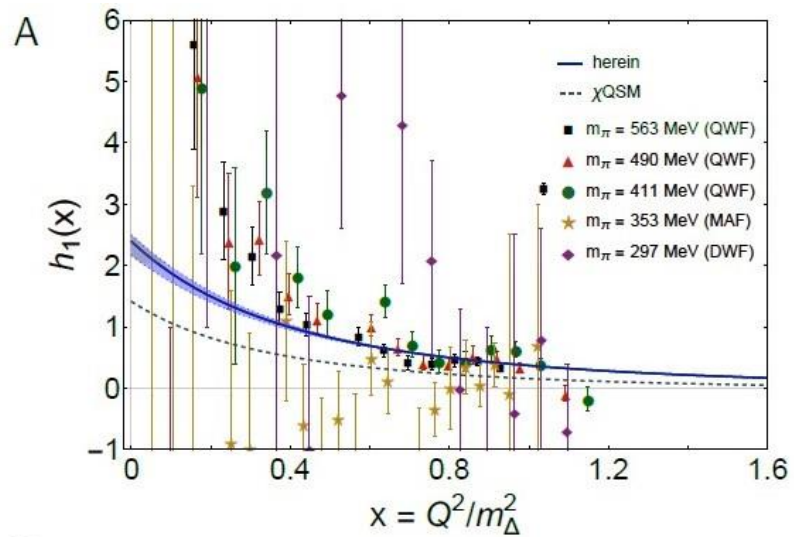 A
6
5
4
3
2
1
0
−1
h₁(x)
herein
χQSM
mπ = 563 MeV (QWF)
mπ = 490 MeV (QWF)
mπ = 411 MeV (QWF)
mπ = 353 MeV (MAF)
mπ = 297 MeV (DWF)
0 0.4 0.8 1.2 1.6
x = Q²/m²Δ